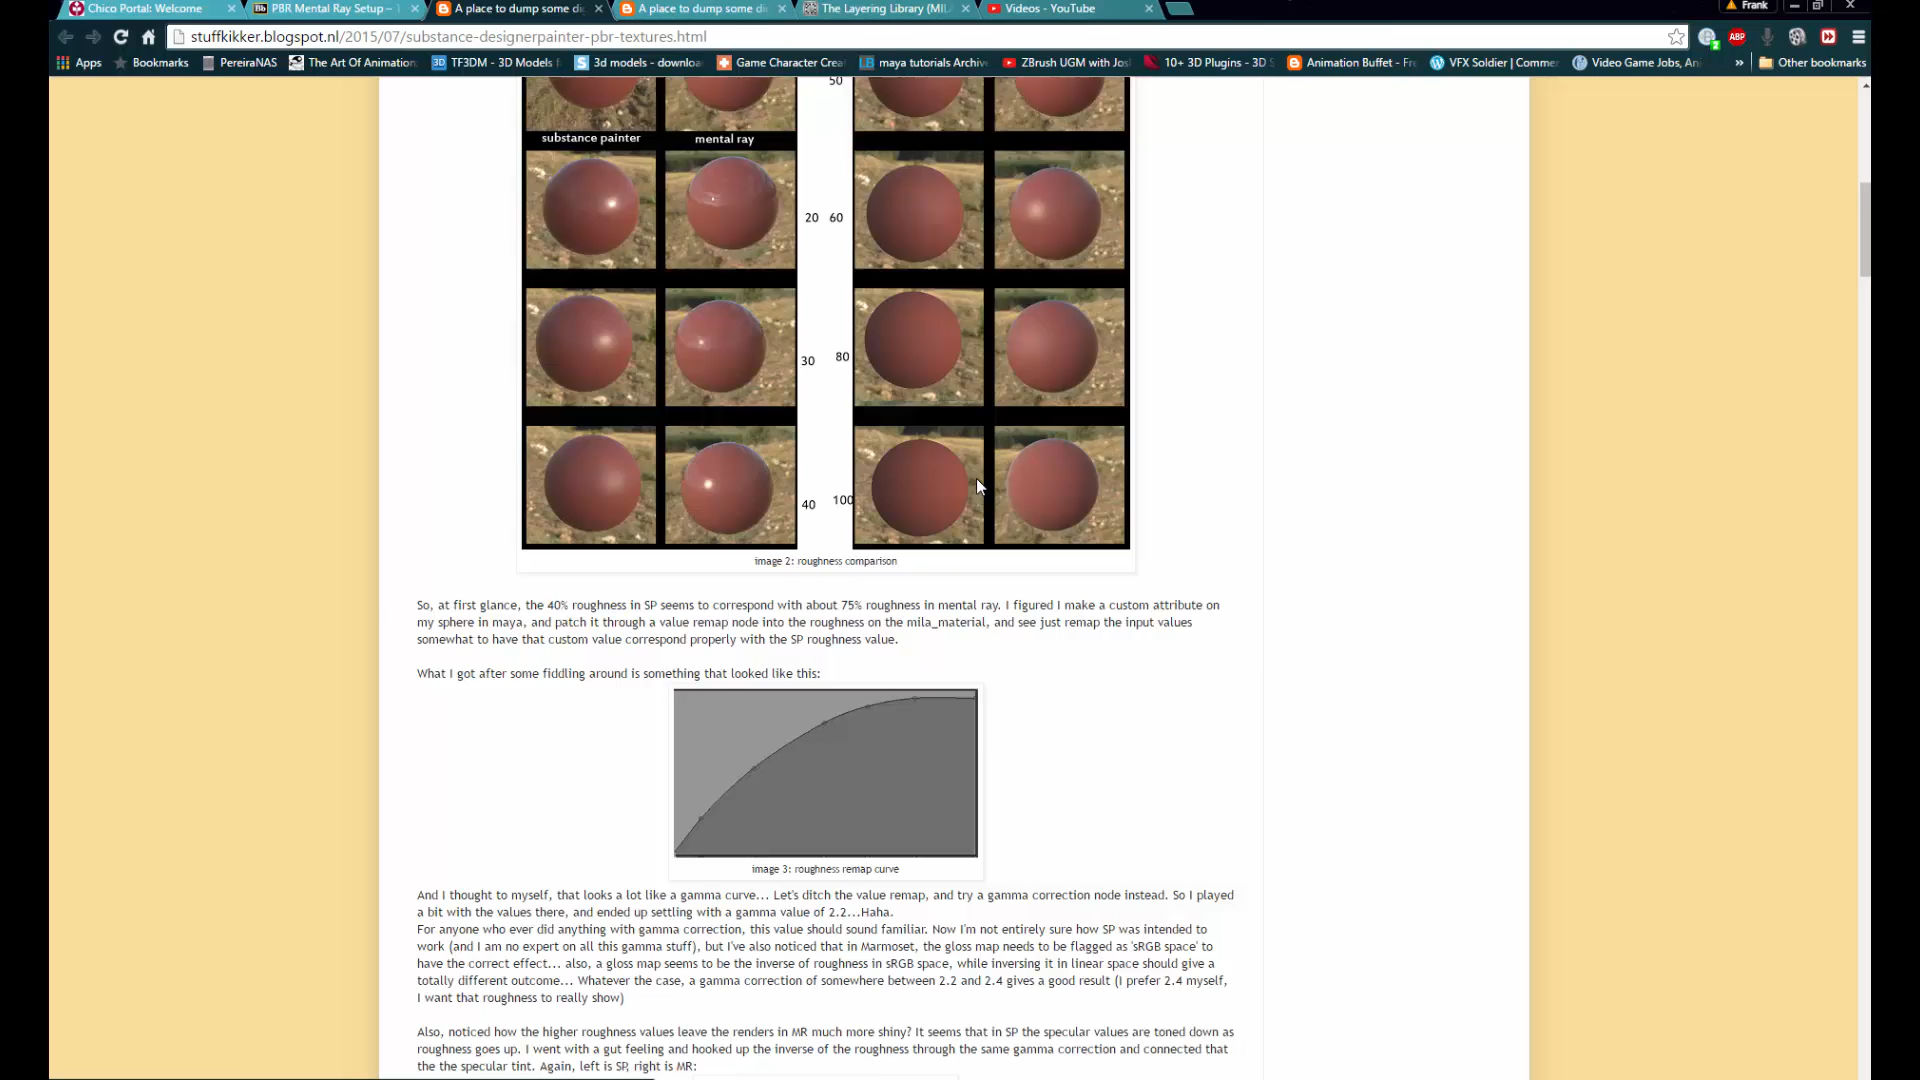 Chico Portal: Welcome
PBR Mental Ray Setup –
A place to dump some di
A place to dump some di
The Layering Library (MIL
Videos - YouTube
Frank
stuffkikker.blogspot.nl/2015/07/substance-designerpainter-pbr-textures.html
ABP
2
Apps
Bookmarks
PereiraNAS
The Art Of Animation
TF3DM - 3D Models
3d models - downloa
Game Character Crea
maya tutorials Archive
ZBrush UGM with Jos
10+ 3D Plugins - 3D S
Animation Buffet - Fr
VFX Soldier | Comme
Video Game Jobs, Ani
»
Other bookmarks
50
substance painter
mental ray
20 60
30 80
40 100
image 2: roughness comparison
So, at first glance, the 40% roughness in SP seems to correspond with about 75% roughness in mental ray. I figured I make a custom attribute on
my sphere in maya, and patch it through a value remap node into the roughness on the mila_material, and see just remap the input values
somewhat to have that custom value correspond properly with the SP roughness value.
What I got after some fiddling around is something that looked like this:
image 3: roughness remap curve
And I thought to myself, that looks a lot like a gamma curve... Let's ditch the value remap, and try a gamma correction node instead. So I played
a bit with the values there, and ended up settling with a gamma value of 2.2...Haha.
For anyone who ever did anything with gamma correction, this value should sound familiar. Now I'm not entirely sure how SP was intended to
work (and I am no expert on all this gamma stuff), but I've also noticed that in Marmoset, the gloss map needs to be flagged as 'sRGB space' to
have the correct effect... also, a gloss map seems to be the inverse of roughness in sRGB space, while inversing it in linear space should give a
totally different outcome... Whatever the case, a gamma correction of somewhere between 2.2 and 2.4 gives a good result (I prefer 2.4 myself,
I want that roughness to really show)
Also, noticed how the higher roughness values leave the renders in MR much more shiny? It seems that in SP the specular values are toned down as
roughness goes up. I went with a gut feeling and hooked up the inverse of the roughness through the same gamma correction and connected that
the the specular tint. Again, left is SP, right is MR: